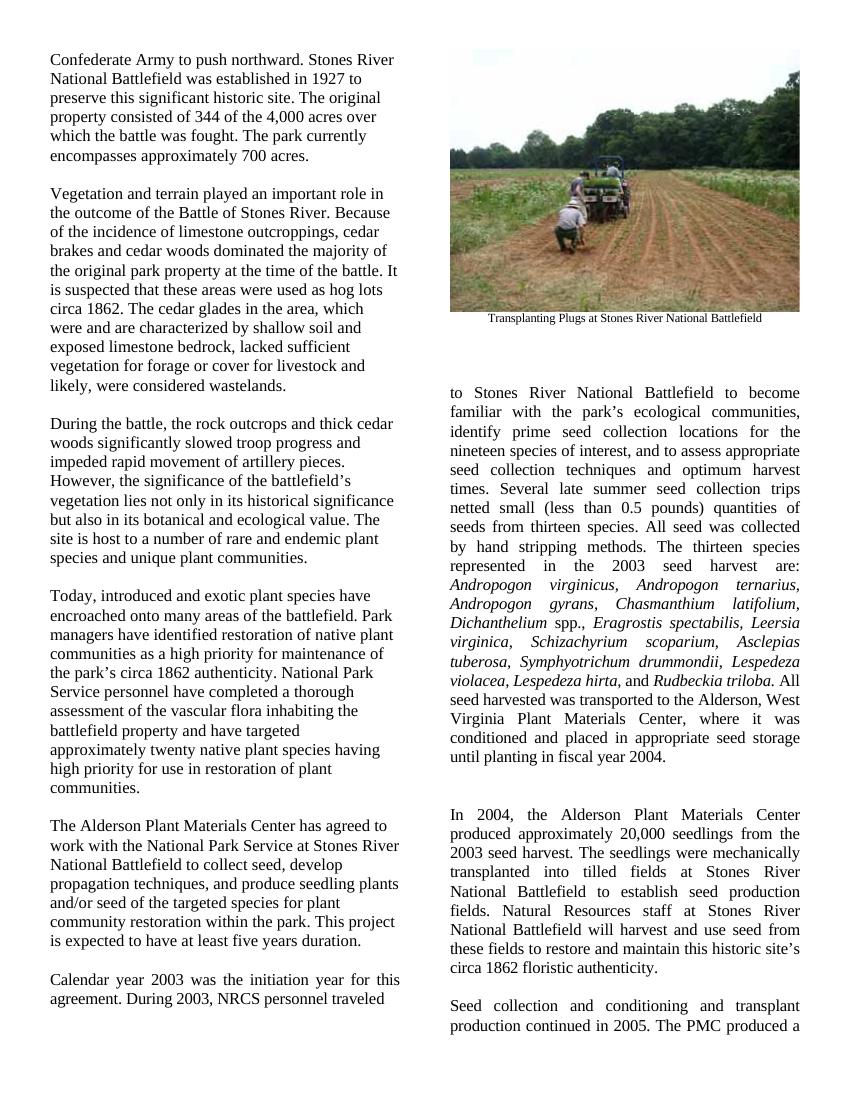 Confederate Army to push northward. Stones River
National Battlefield was established in 1927 to
preserve this significant historic site. The original
property consisted of 344 of the 4,000 acres over
which the battle was fought. The park currently
encompasses approximately 700 acres.
Vegetation and terrain played an important role in
the outcome of the Battle of Stones River. Because
of the incidence of limestone outcroppings, cedar
brakes and cedar woods dominated the majority of
the original park property at the time of the battle. It
is suspected that these areas were used as hog lots
circa 1862. The cedar glades in the area, which
were and are characterized by shallow soil and
exposed limestone bedrock, lacked sufficient
vegetation for forage or cover for livestock and
likely, were considered wastelands.
During the battle, the rock outcrops and thick cedar
woods significantly slowed troop progress and
impeded rapid movement of artillery pieces.
However, the significance of the battlefield’s
vegetation lies not only in its historical significance
but also in its botanical and ecological value. The
site is host to a number of rare and endemic plant
species and unique plant communities.
Today, introduced and exotic plant species have
encroached onto many areas of the battlefield. Park
managers have identified restoration of native plant
communities as a high priority for maintenance of
the park’s circa 1862 authenticity. National Park
Service personnel have completed a thorough
assessment of the vascular flora inhabiting the
battlefield property and have targeted
approximately twenty native plant species having
high priority for use in restoration of plant
communities.
The Alderson Plant Materials Center has agreed to
work with the National Park Service at Stones River
National Battlefield to collect seed, develop
propagation techniques, and produce seedling plants
and/or seed of the targeted species for plant
community restoration within the park. This project
is expected to have at least five years duration.
Calendar year 2003 was the initiation year for this
agreement. During 2003, NRCS personnel traveled
Transplanting Plugs at Stones River National Battlefield
to Stones River National Battlefield to become
familiar with the park’s ecological communities,
identify prime seed collection locations for the
nineteen species of interest, and to assess appropriate
seed collection techniques and optimum harvest
times. Several late summer seed collection trips
netted small (less than 0.5 pounds) quantities of
seeds from thirteen species. All seed was collected
by hand stripping methods. The thirteen species
represented in the 2003 seed harvest are:
Andropogon virginicus, Andropogon ternarius,
Andropogon gyrans, Chasmanthium latifolium,
Dichanthelium spp., Eragrostis spectabilis, Leersia
virginica, Schizachyrium scoparium, Asclepias
tuberosa, Symphyotrichum drummondii, Lespedeza
violacea, Lespedeza hirta, and Rudbeckia triloba. All
seed harvested was transported to the Alderson, West
Virginia Plant Materials Center, where it was
conditioned and placed in appropriate seed storage
until planting in fiscal year 2004.
In 2004, the Alderson Plant Materials Center
produced approximately 20,000 seedlings from the
2003 seed harvest. The seedlings were mechanically
transplanted into tilled fields at Stones River
National Battlefield to establish seed production
fields. Natural Resources staff at Stones River
National Battlefield will harvest and use seed from
these fields to restore and maintain this historic site’s
circa 1862 floristic authenticity.
Seed collection and conditioning and transplant
production continued in 2005. The PMC produced a